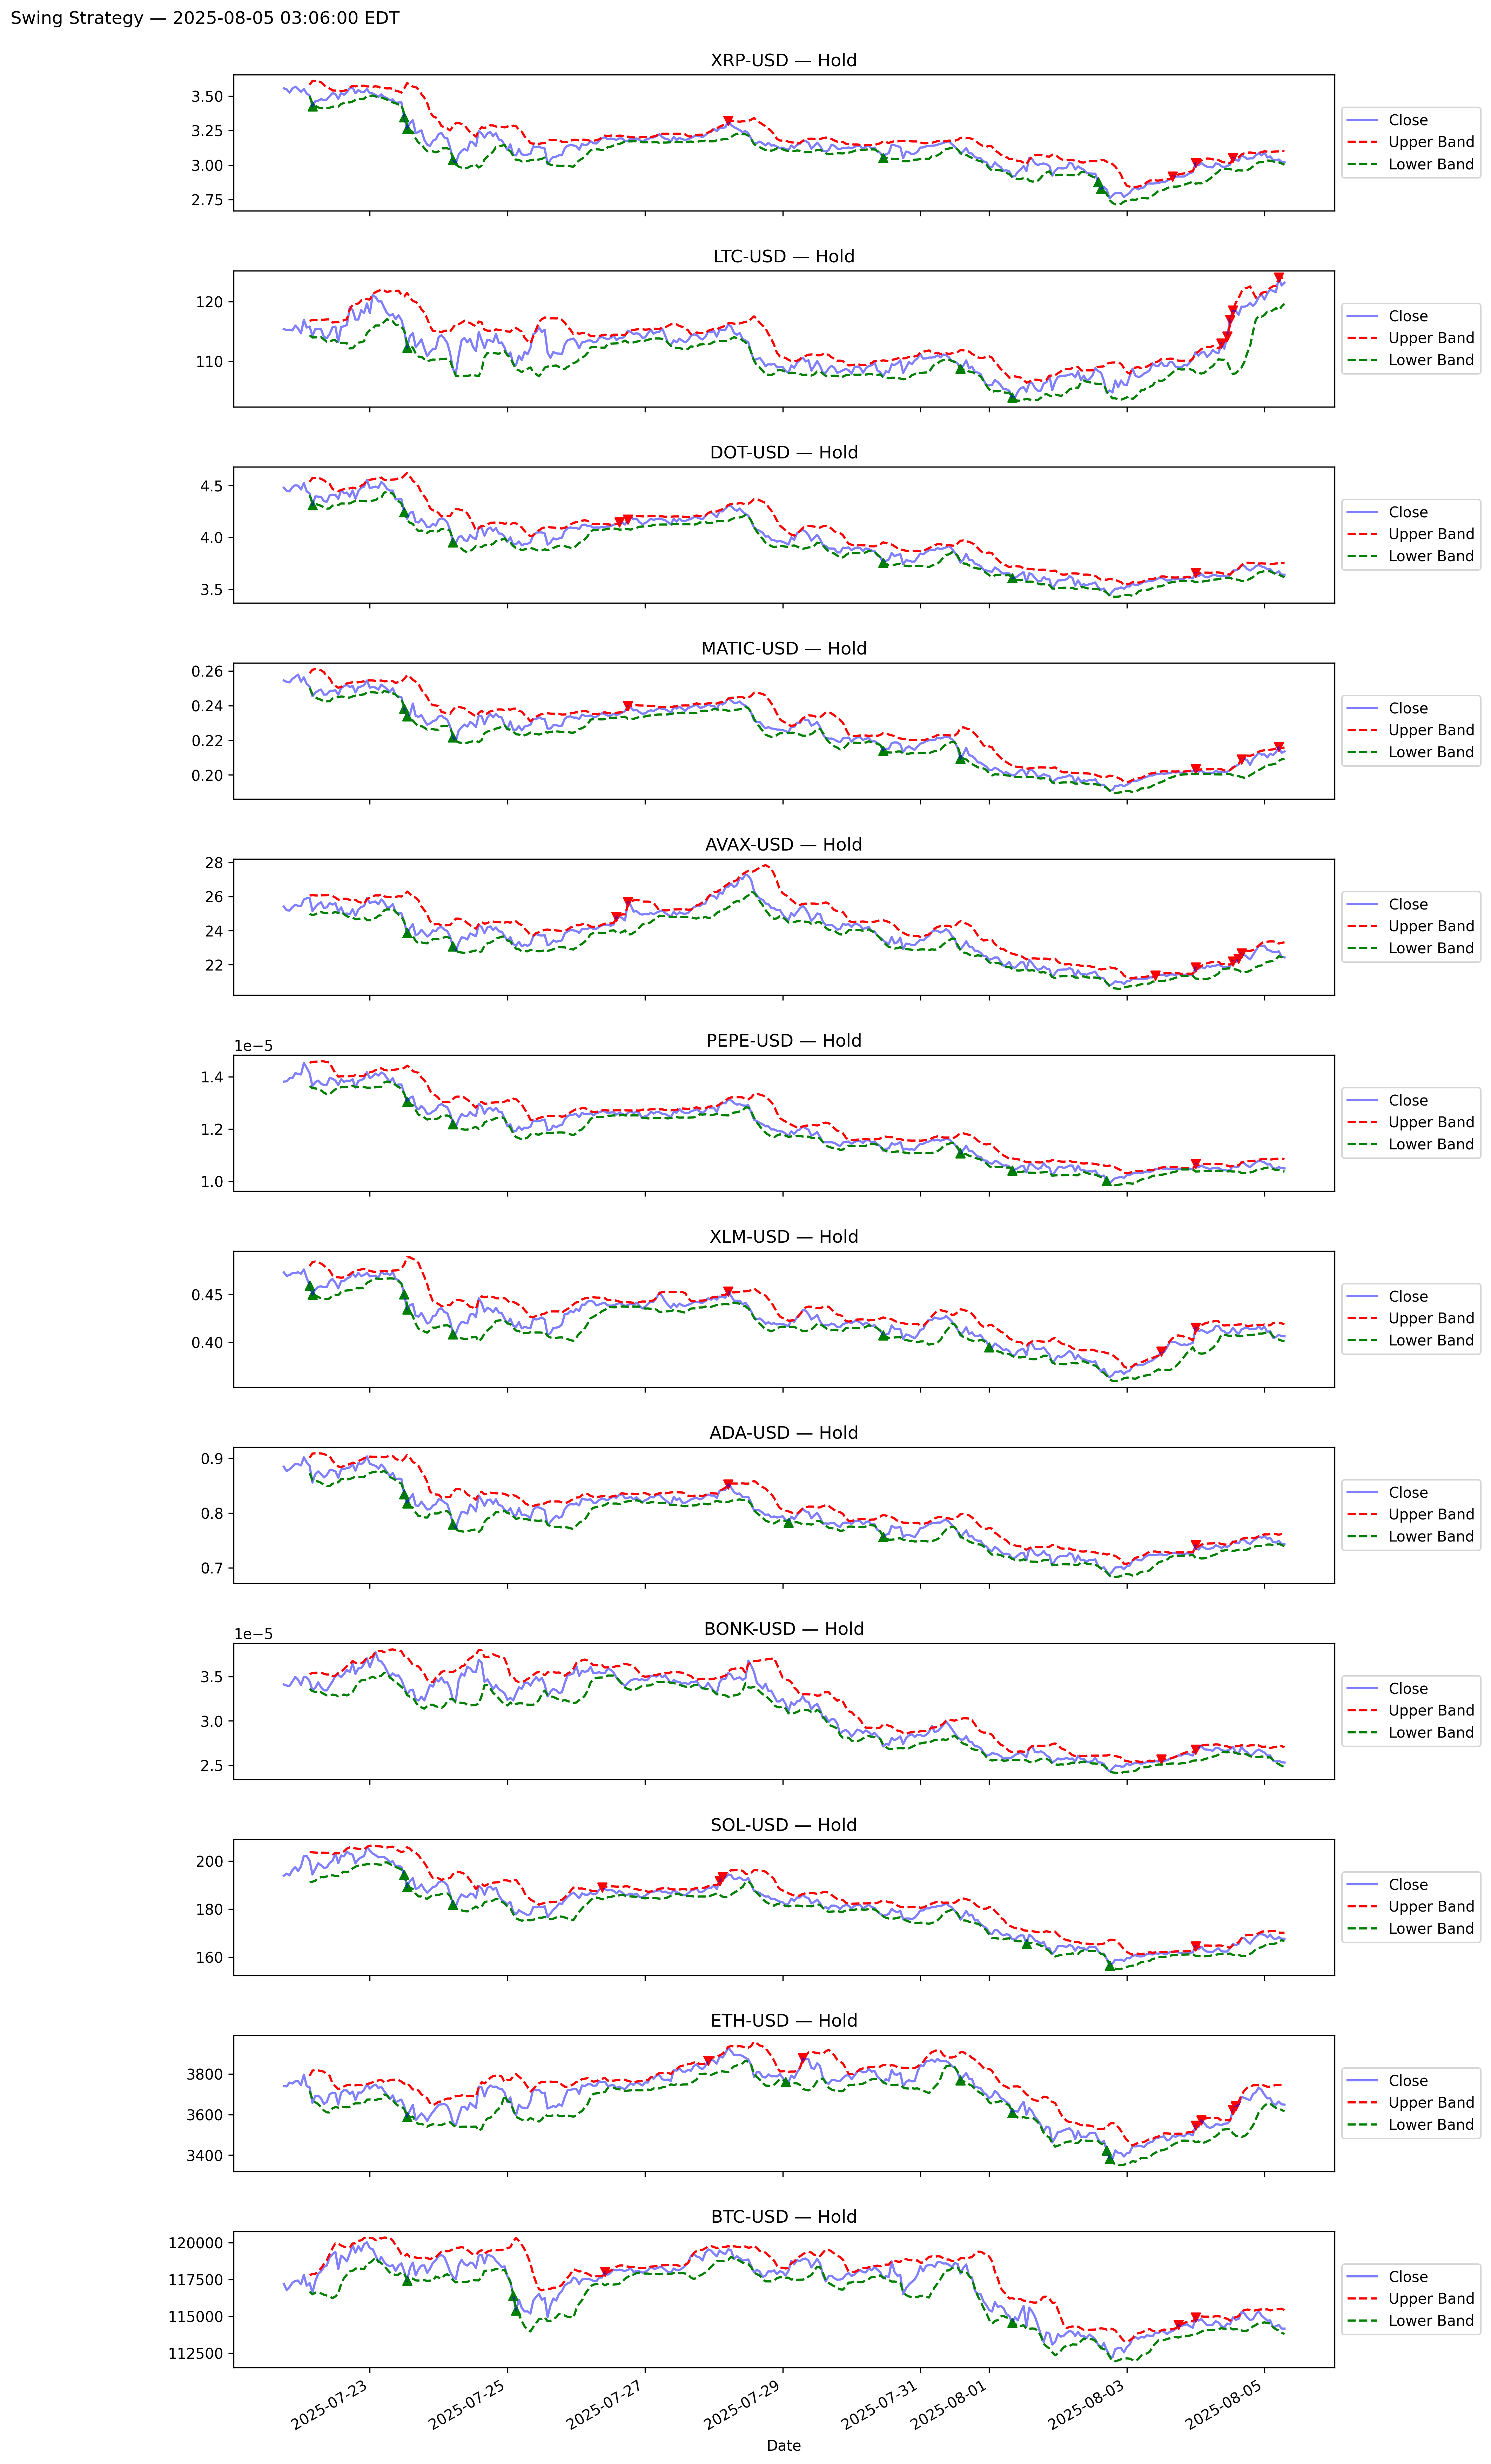 Swing Strategy — 2025-08-05 03:06:00 EDT
XRP-USD — Hold
3.50
3.25
3.00
2.75
Close
Upper Band
Lower Band
LTC-USD — Hold
120
110
Close
Upper Band
Lower Band
DOT-USD — Hold
4.5
4.0
3.5
Close
Upper Band
Lower Band
MATIC-USD — Hold
0.26
0.24
0.22
0.20
Close
Upper Band
Lower Band
AVAX-USD — Hold
28
26
24
22
Close
Upper Band
Lower Band
PEPE-USD — Hold
1e−5
1.4
1.2
1.0
Close
Upper Band
Lower Band
XLM-USD — Hold
0.45
0.40
Close
Upper Band
Lower Band
ADA-USD — Hold
0.9
0.8
0.7
Close
Upper Band
Lower Band
BONK-USD — Hold
1e−5
3.5
3.0
2.5
Close
Upper Band
Lower Band
SOL-USD — Hold
200
180
160
Close
Upper Band
Lower Band
ETH-USD — Hold
3800
3600
3400
Close
Upper Band
Lower Band
BTC-USD — Hold
120000
117500
115000
112500
Close
Upper Band
Lower Band
2025-07-23
2025-07-25
2025-07-27
2025-07-29
2025-07-31
2025-08-01
2025-08-03
2025-08-05
Date